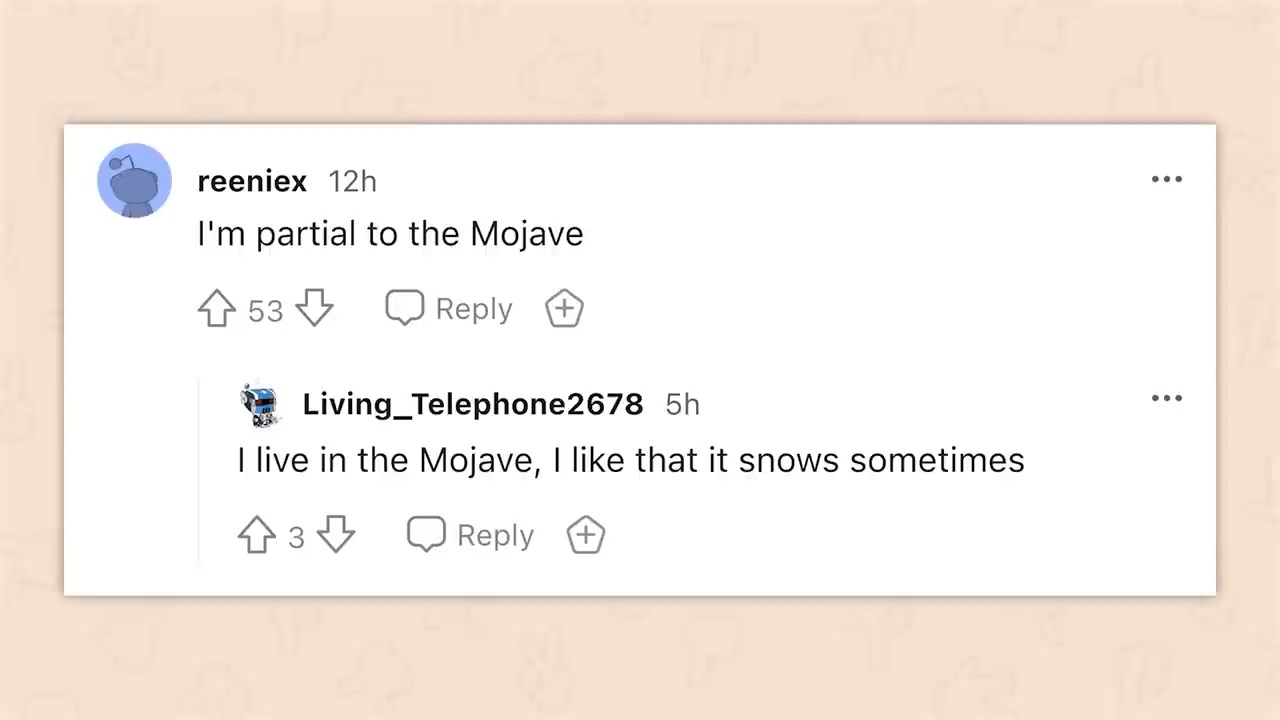 reeniex 12h
I'm partial to the Mojave
53 Reply
Living_Telephone2678 5h
I live in the Mojave, I like that it snows sometimes
3 Reply